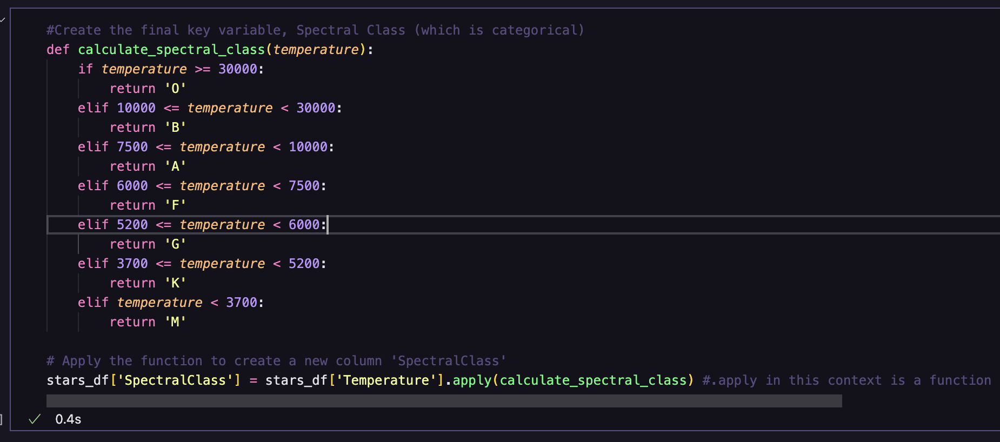 #Create the final key variable, Spectral Class (which is categorical)
def calculate_spectral_class(temperature):
    if temperature >= 30000:
        return 'O'
    elif 10000 <= temperature < 30000:
        return 'B'
    elif 7500 <= temperature < 10000:
        return 'A'
    elif 6000 <= temperature < 7500:
        return 'F'
    elif 5200 <= temperature < 6000:
        return 'G'
    elif 3700 <= temperature < 5200:
        return 'K'
    elif temperature < 3700:
        return 'M'
# Apply the function to create a new column 'SpectralClass'
stars_df['SpectralClass'] = stars_df['Temperature'].apply(calculate_spectral_class) #.apply in this context is a function
] ✓ 0.4s